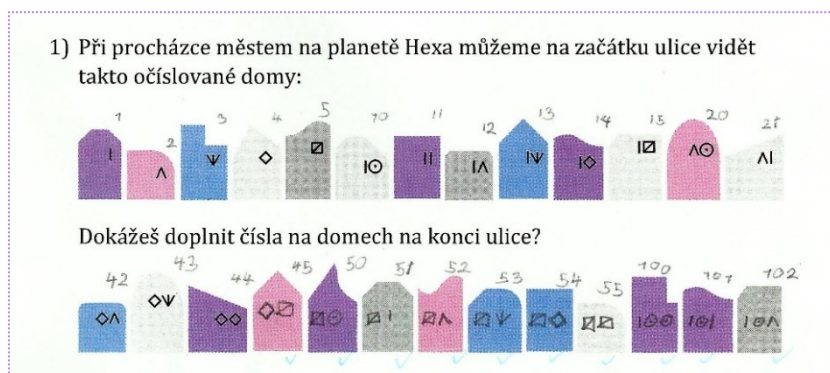 1) Při procházce městem na planetě Hexa můžeme na začátku ulice vidět
takto očíslované domy:
1 2 3 4 5 10 11 12 13 14 15 20 21
Dokážeš doplnit čísla na domech na konci ulice?
42 43 44 45 50 51 52 53 54 55 100 101 102